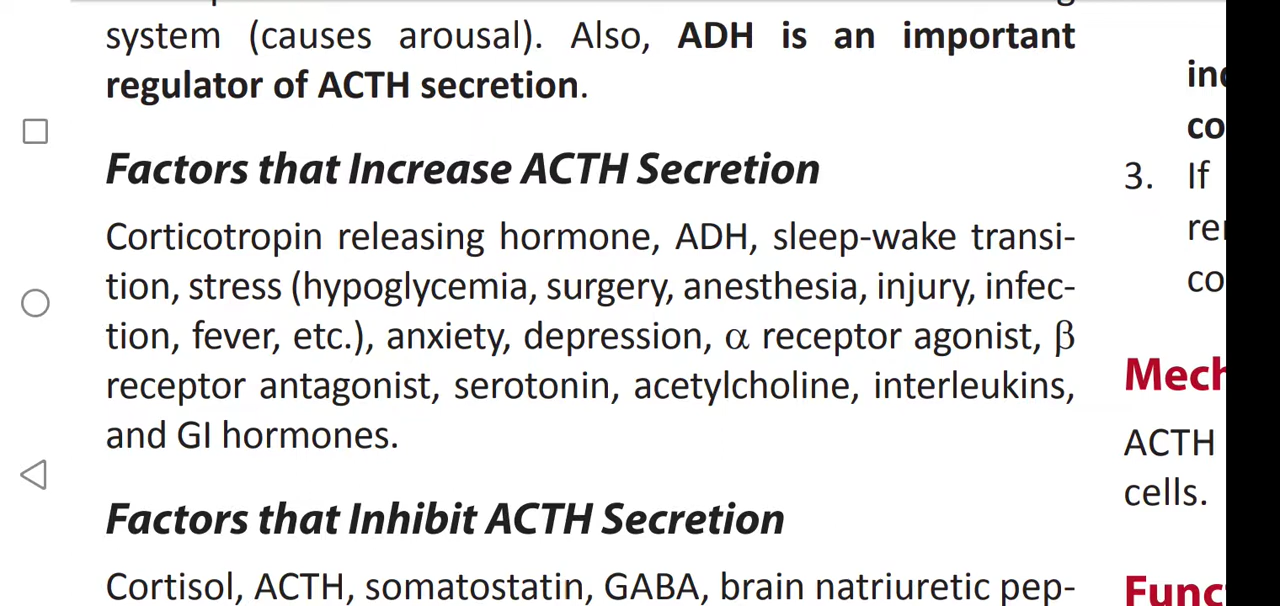 system (causes arousal). Also, ADH is an important
regulator of ACTH secretion.
Factors that Increase ACTH Secretion
Corticotropin releasing hormone, ADH, sleep-wake transi-
tion, stress (hypoglycemia, surgery, anesthesia, injury, infec-
tion, fever, etc.), anxiety, depression, α receptor agonist, β
receptor antagonist, serotonin, acetylcholine, interleukins,
and GI hormones.
Factors that Inhibit ACTH Secretion
Cortisol, ACTH, somatostatin, GABA, brain natriuretic pep-
co
3. If
co
ACTH
cells.